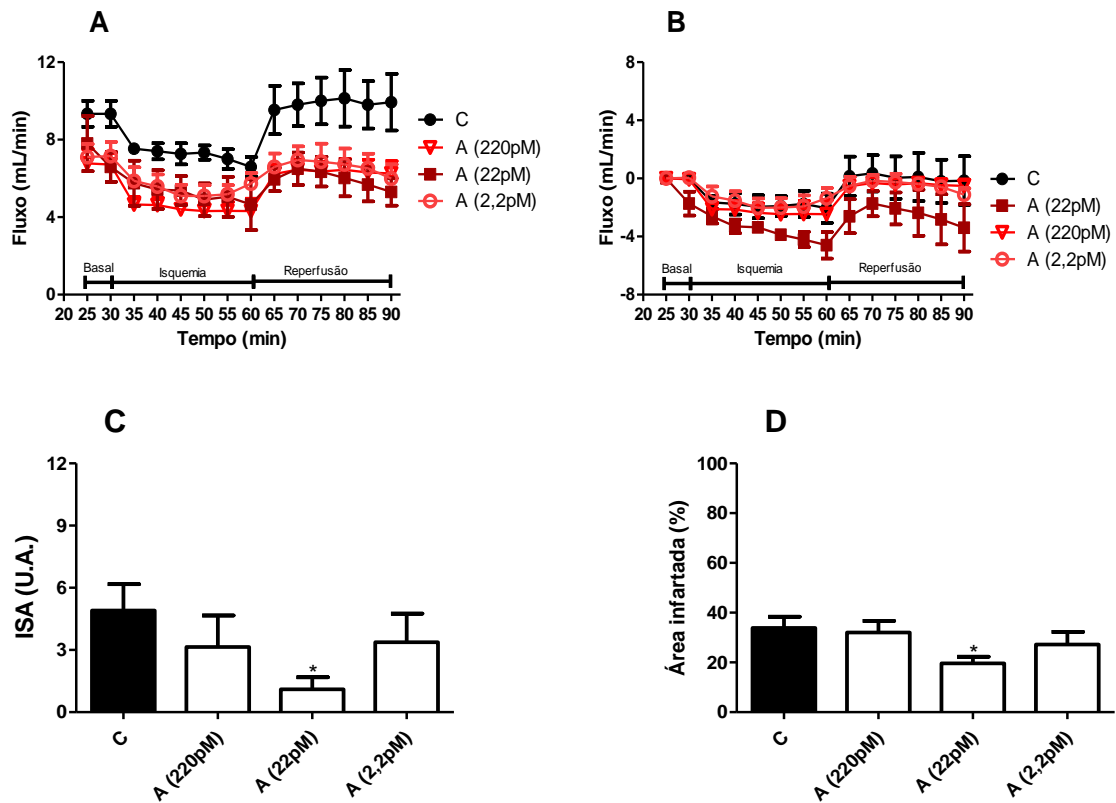 A
Fluxo (mL/min)
12
8
4
0
Basal
Isquemia
Reperfusão
20 25 30 35 40 45 50 55 60 65 70 75 80 85 90
Tempo (min)
C
A (220pM)
A (22pM)
A (2,2pM)
B
Fluxo (mL/min)
8
4
0
-4
-8
Basal
Isquemia
Reperfusão
20 25 30 35 40 45 50 55 60 65 70 75 80 85 90
Tempo (min)
C
A (22pM)
A (220pM)
A (2,2pM)
C
ISA (U.A.)
12
9
6
3
0
*
C
A (220pM)
A (22pM)
A (2,2pM)
D
Área infartada (%)
100
80
60
40
20
0
*
C
A (220pM)
A (22pM)
A (2,2pM)